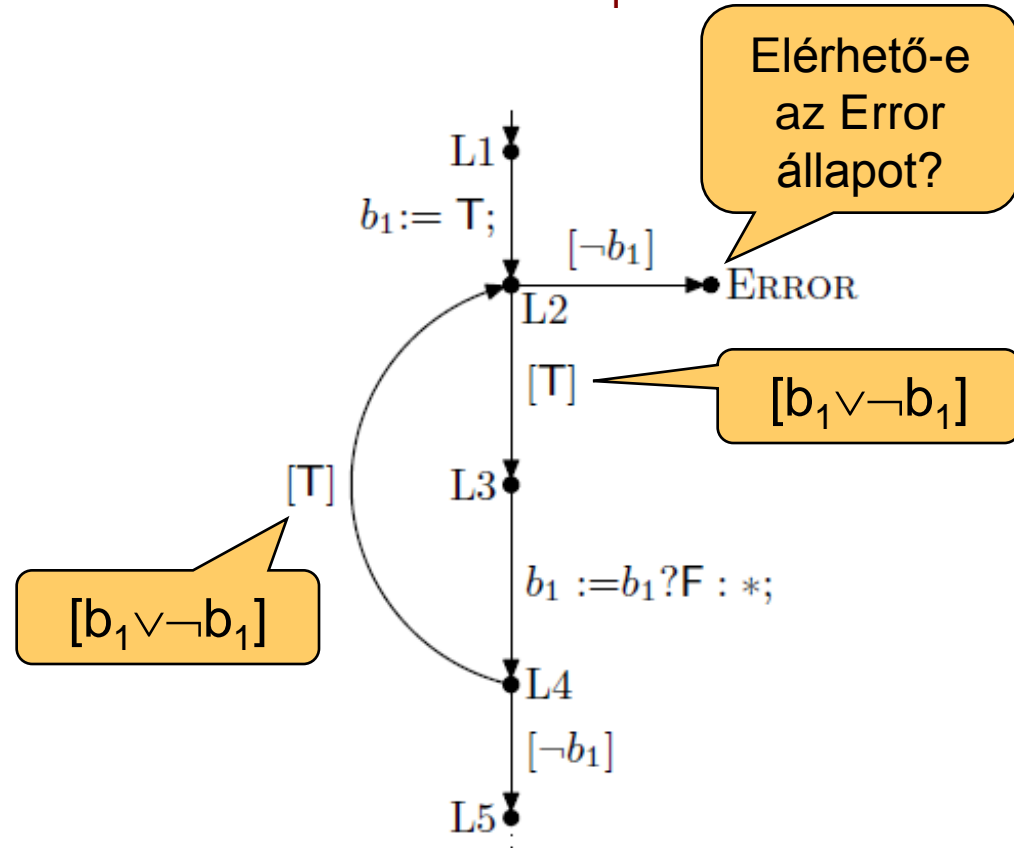 Elérhető-e
az Error
állapot?
L1
b₁:= T;
[¬b₁]
ERROR
L2
[T]
[b₁∨¬b₁]
[T]
L3
b₁ :=b₁?F : *;
[b₁∨¬b₁]
L4
[¬b₁]
L5